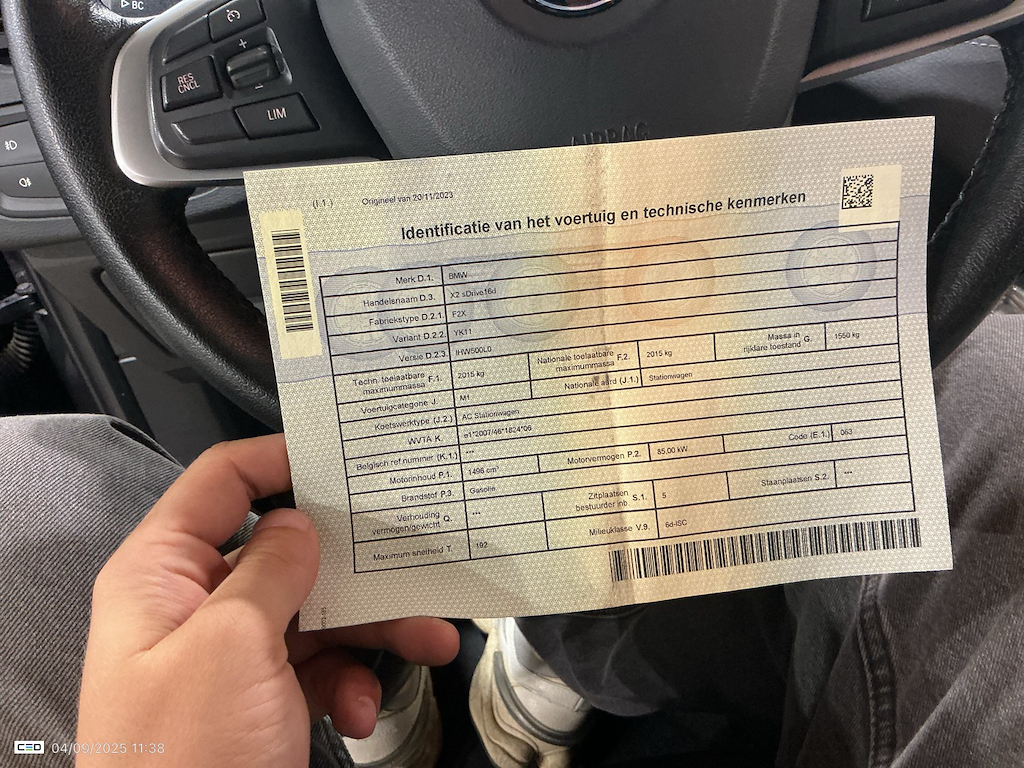 BC
RES
CNCL
+
−
LIM
AIRBAG
(I.1.) Origineel van 20/11/2023
Identificatie van het voertuig en technische kenmerken
Merk D.1. BMW
Handelsnaam D.3. X2 sDrive16d
Fabriekstype D.2.1. F2X
Variant D.2.2. YK11
Versie D.2.3. IHW500L0
Techn. toelaatbare maximummassa F.1. 2015 kg Nationale toelaatbare maximummassa F.2. 2015 kg Massa in rijklare toestand G. 1550 kg
Voertuigcategorie J. M1 Nationale aard (J.1.) Stationwagen
Koetswerktype (J.2.) AC Stationwagen
WVTA K. e1*2007/46*1824*06
Belgisch ref nummer (K.1.) ***
Motorinhoud P.1. 1496 cm³ Motorvermogen P.2. 85,00 kW Code (E.1.) 063
Brandstof P.3. Gasolie
Verhouding vermogen/gewicht Q. *** Zitplaatsen bestuurder inb. S.1. 5 Staanplaatsen S.2. ***
Maximum snelheid T. 192 Milieuklasse V.9. 6d-ISC
CEO 04/09/2025 11:38